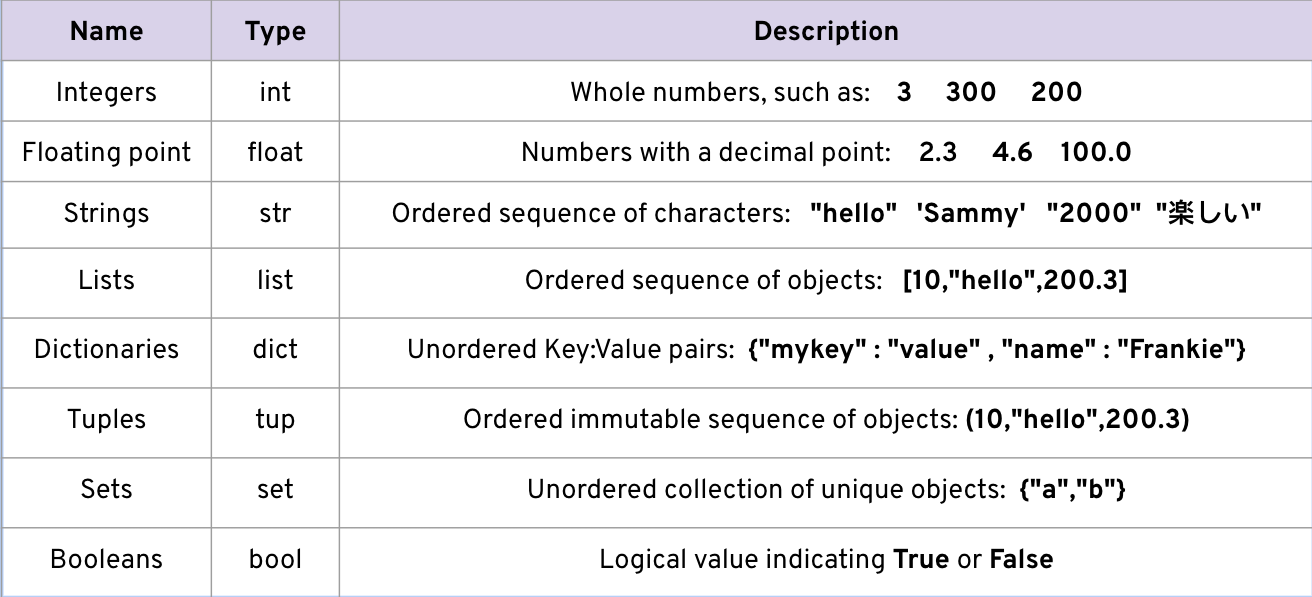 Name Type Description
Integers int Whole numbers, such as: 3 300 200
Floating point float Numbers with a decimal point: 2.3 4.6 100.0
Strings str Ordered sequence of characters: "hello" 'Sammy' "2000" "楽しい"
Lists list Ordered sequence of objects: [10,"hello",200.3]
Dictionaries dict Unordered Key:Value pairs: {"mykey" : "value" , "name" : "Frankie"}
Tuples tup Ordered immutable sequence of objects: (10,"hello",200.3)
Sets set Unordered collection of unique objects: {"a","b"}
Booleans bool Logical value indicating True or False